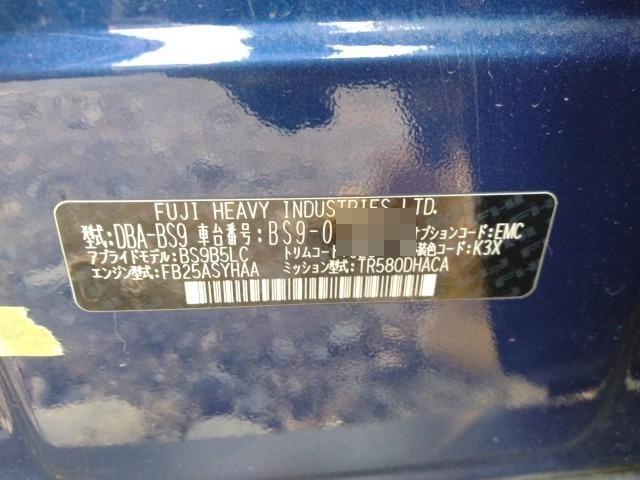 FUJI HEAVY INDUSTRIES LTD.
型式:DBA-BS9 車台番号:BS9-0 オプションコード:EMC
アプライドモデル:BS9B5LC トリムコード 外装色コード:K3X
エンジン型式:FB25ASYHAA ミッション型式:TR580DHACA